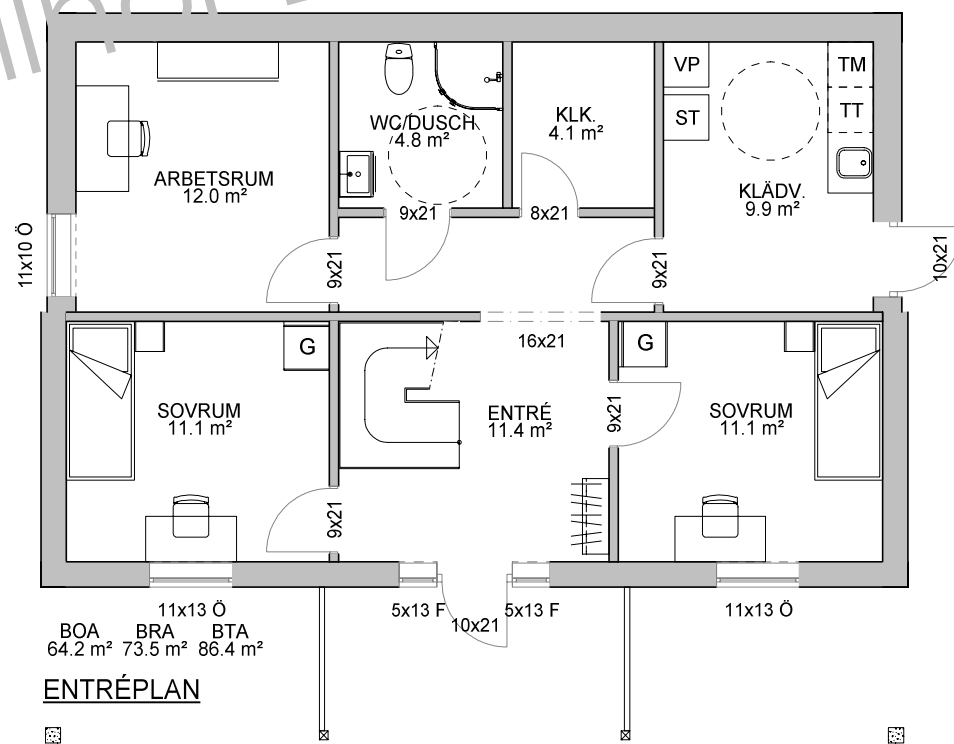 VP
TM
ST
TT
WC/DUSCH
4.8 m²
KLK.
4.1 m²
ARBETSRUM
12.0 m²
KLÄDV.
9.9 m²
9x21
8x21
11x10 Ö
9x21
9x21
10x21
G
16x21
G
SOVRUM
11.1 m²
ENTRÉ
11.4 m²
9x21
SOVRUM
11.1 m²
9x21
11x13 Ö
5x13 F
10x21
5x13 F
11x13 Ö
BOA BRA BTA
64.2 m² 73.5 m² 86.4 m²
ENTRÉPLAN